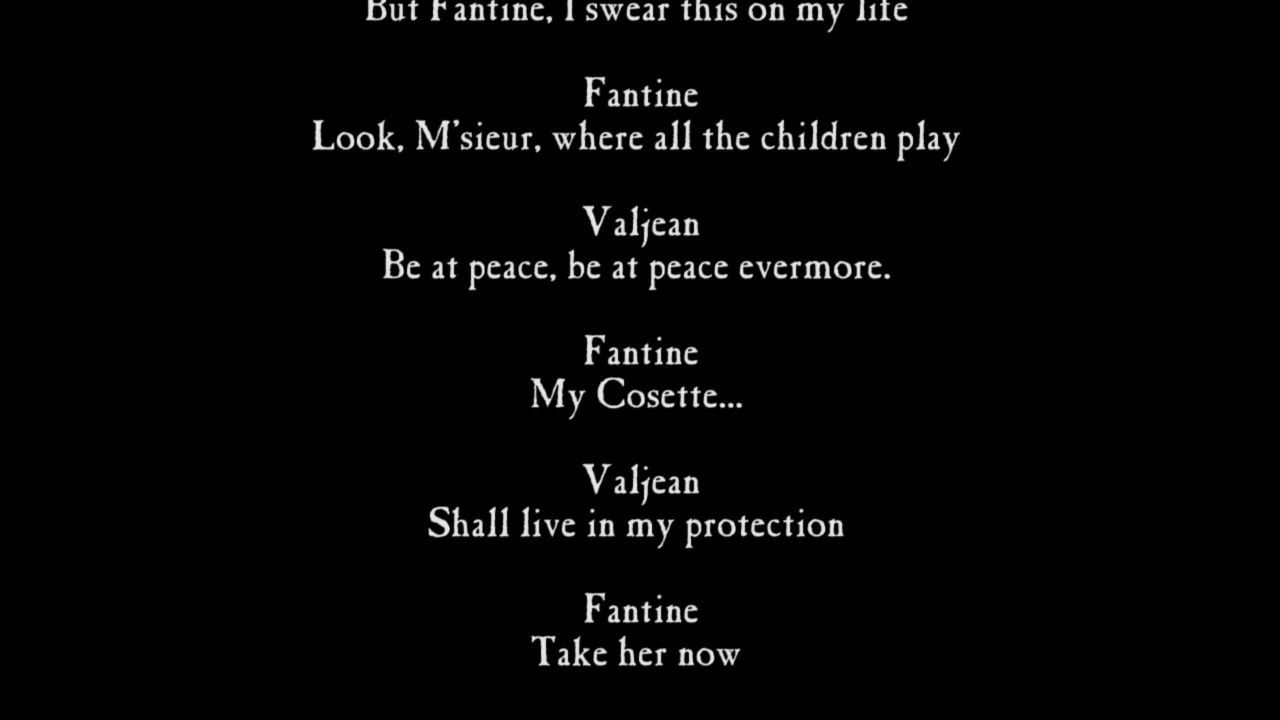 But Fantine, I swear this on my life
Fantine
Look, M'sieur, where all the children play
Valjean
Be at peace, be at peace evermore.
Fantine
My Cosette...
Valjean
Shall live in my protection
Fantine
Take her now